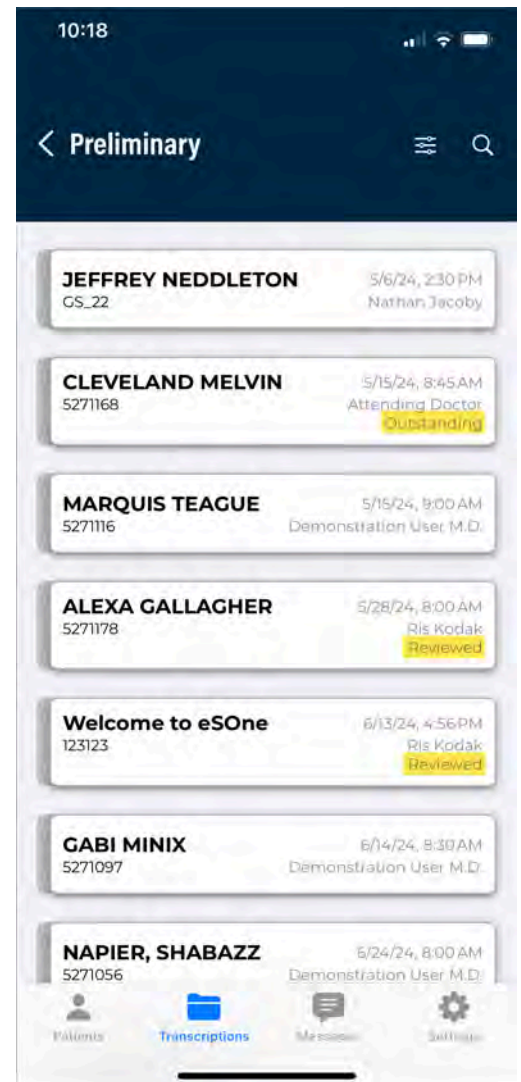 10:18
Preliminary
JEFFREY NEDDLETON 5/6/24, 2:30 PM
GS_22 Nathan Jacoby
CLEVELAND MELVIN 5/15/24, 8:45 AM
5271168 Attending Doctor
Outstanding
MARQUIS TEAGUE 5/15/24, 9:00 AM
5271116 Demonstration User M.D.
ALEXA GALLAGHER 5/28/24, 8:00 AM
5271178 Ris Kodak
Reviewed
Welcome to eSOne 6/13/24, 4:56 PM
123123 Ris Kodak
Reviewed
GABI MINIX 6/14/24, 8:30 AM
5271097 Demonstration User M.D.
NAPIER, SHABAZZ 6/24/24, 8:00 AM
5271056 Demonstration User M.D.
Patients Transcriptions Messages Settings